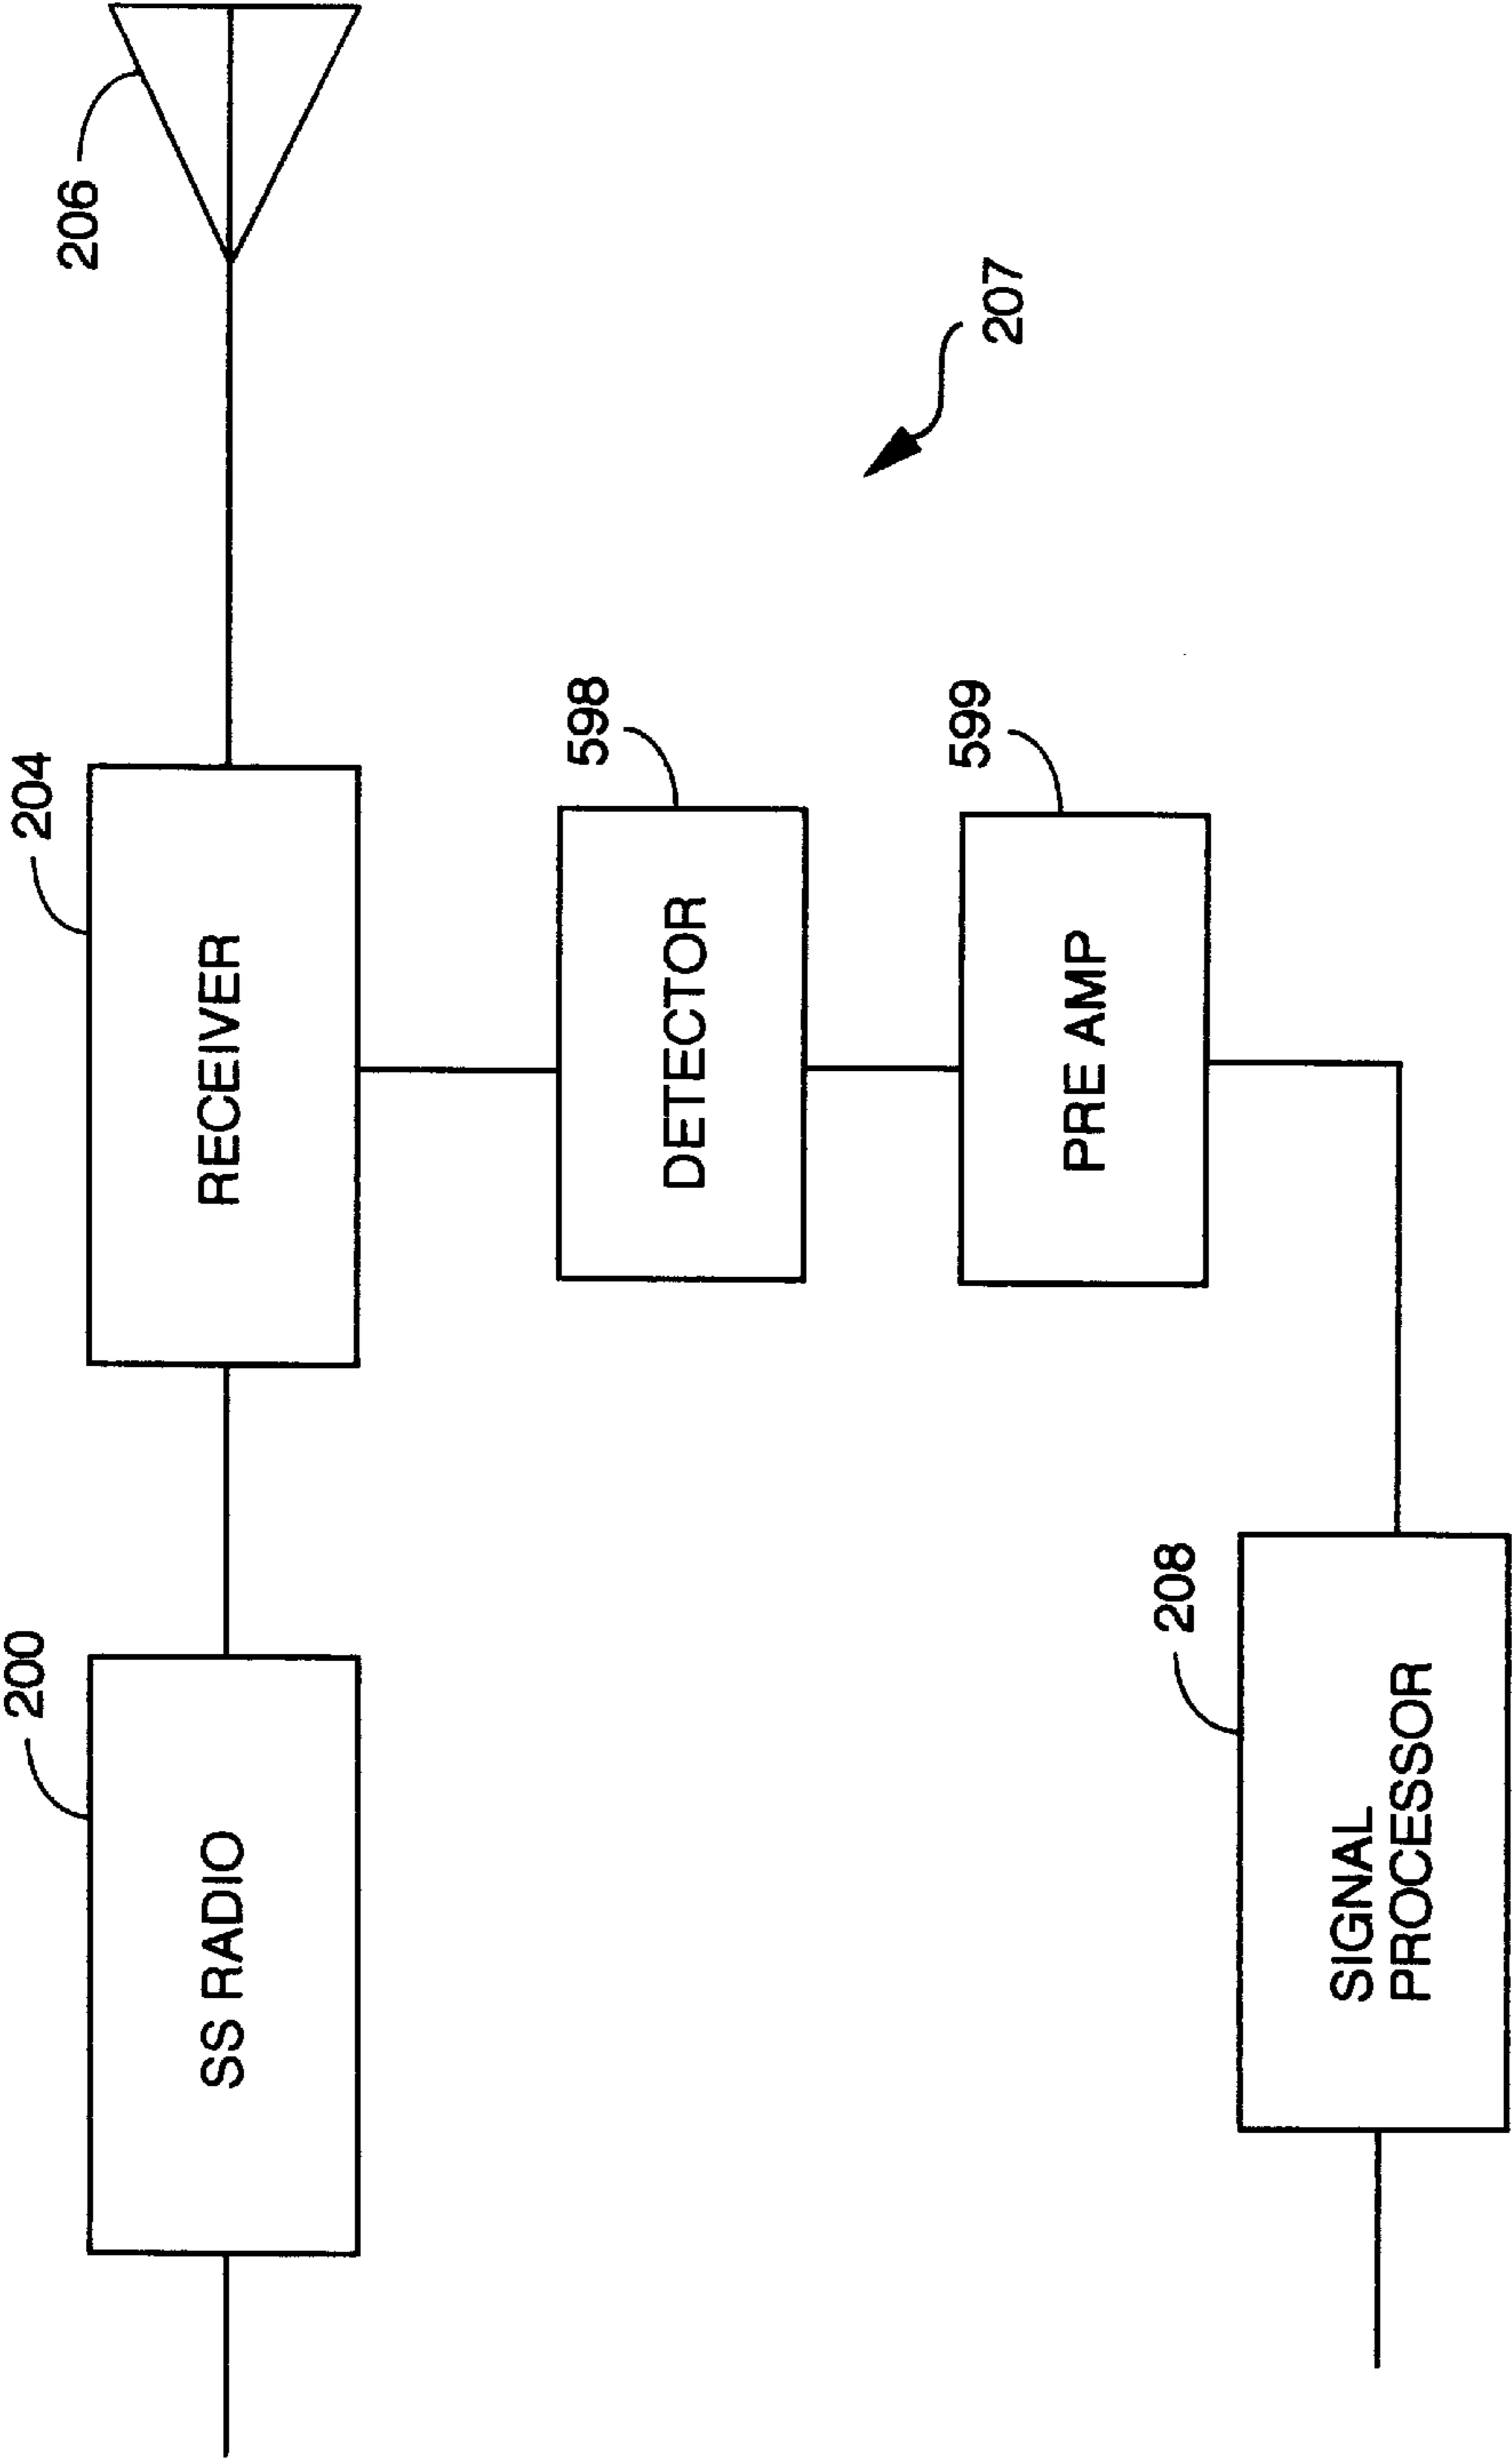 200
SS RADIO
204
RECEIVER
206
598
DETECTOR
599
PRE AMP
207
208
SIGNAL
PROCESSOR